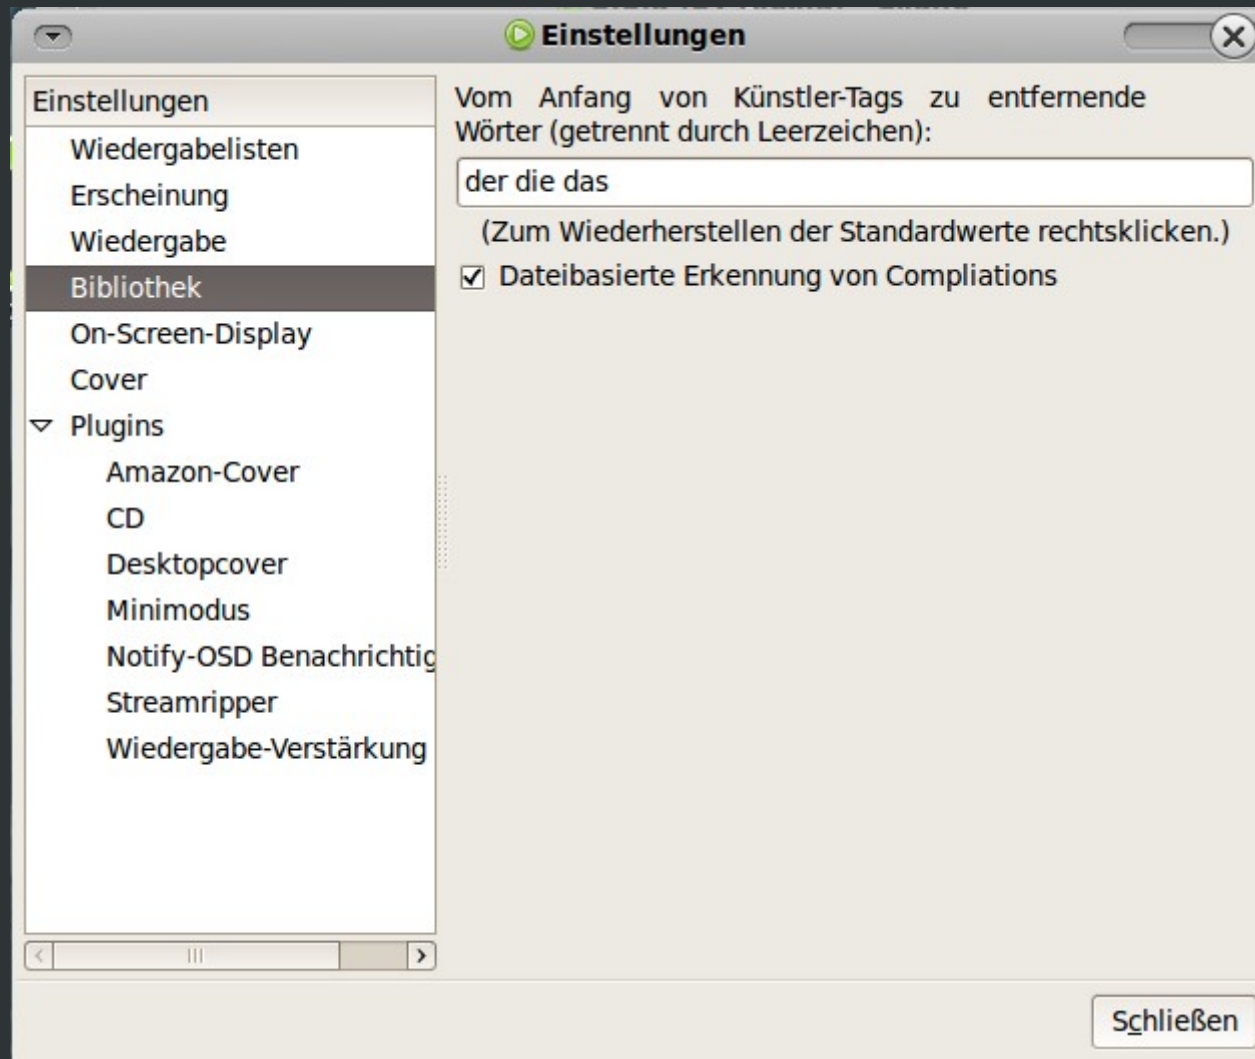 Einstellungen
Einstellungen
Wiedergabelisten
Erscheinung
Wiedergabe
Bibliothek
On-Screen-Display
Cover
Plugins
Amazon-Cover
CD
Desktopcover
Minimodus
Notify-OSD Benachrichtig
Streamripper
Wiedergabe-Verstärkung
Vom Anfang von Künstler-Tags zu entfernende
Wörter (getrennt durch Leerzeichen):
der die das
(Zum Wiederherstellen der Standardwerte rechtsklicken.)
Dateibasierte Erkennung von Compliations
Schließen